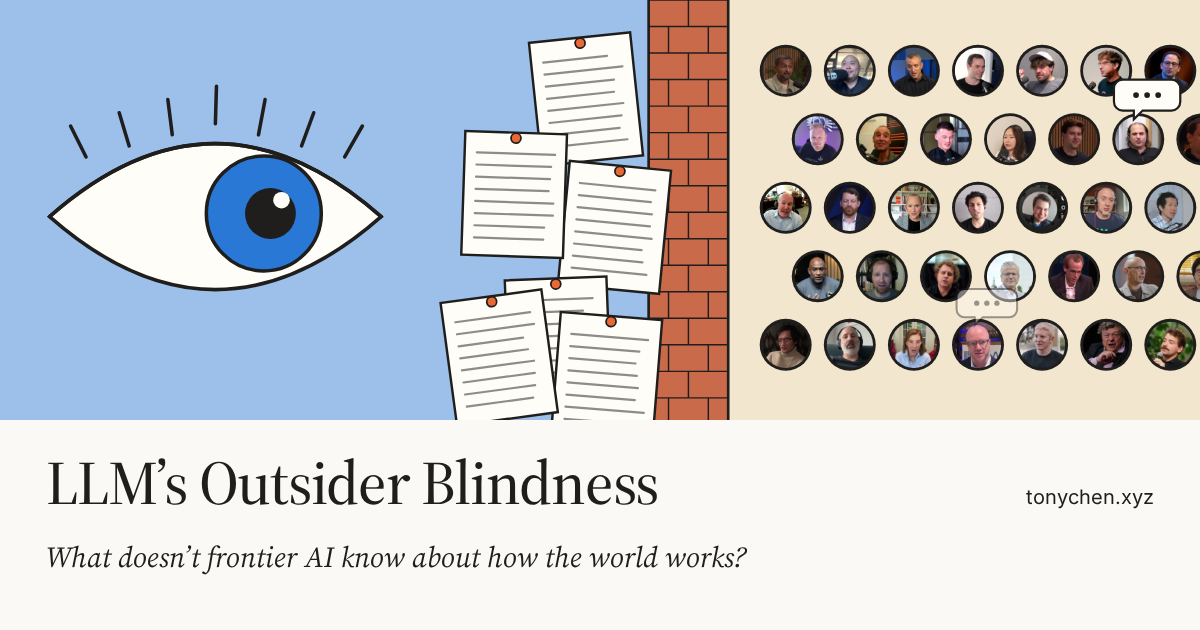 LLM’s Outsider Blindness
tonychen.xyz
What doesn’t frontier AI know about how the world works?